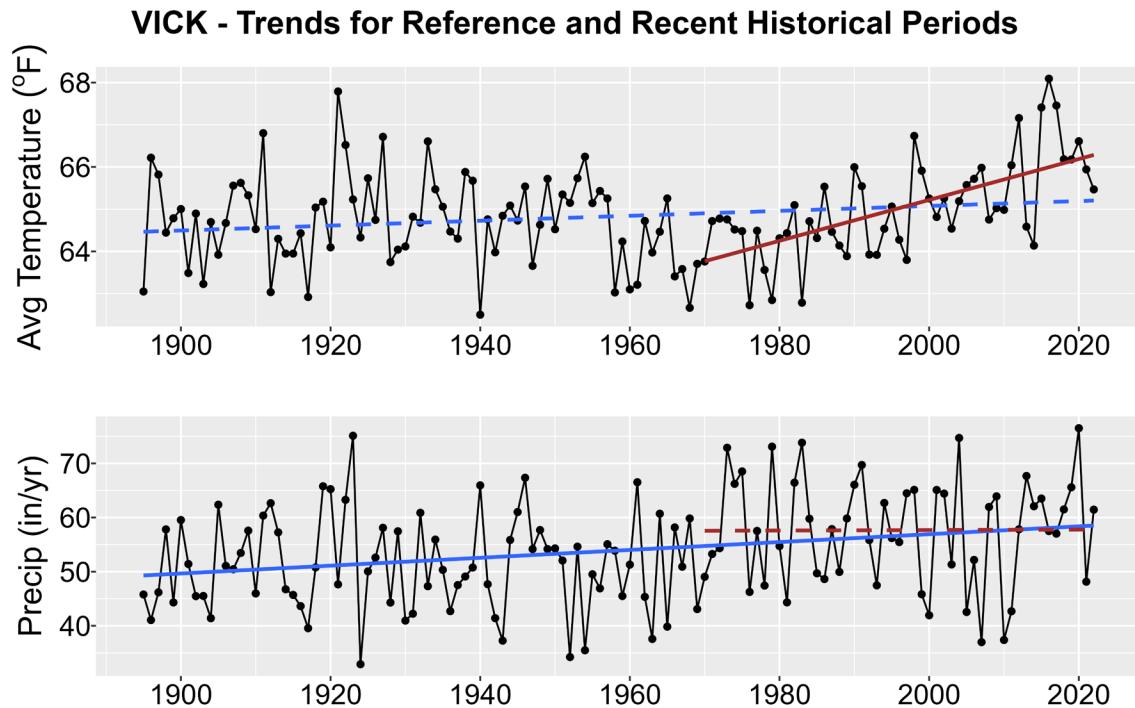 VICK - Trends for Reference and Recent Historical Periods
Avg Temperature (°F)
68
66
64
1900 1920 1940 1960 1980 2000 2020
Precip (in/yr)
70
60
50
40
1900 1920 1940 1960 1980 2000 2020